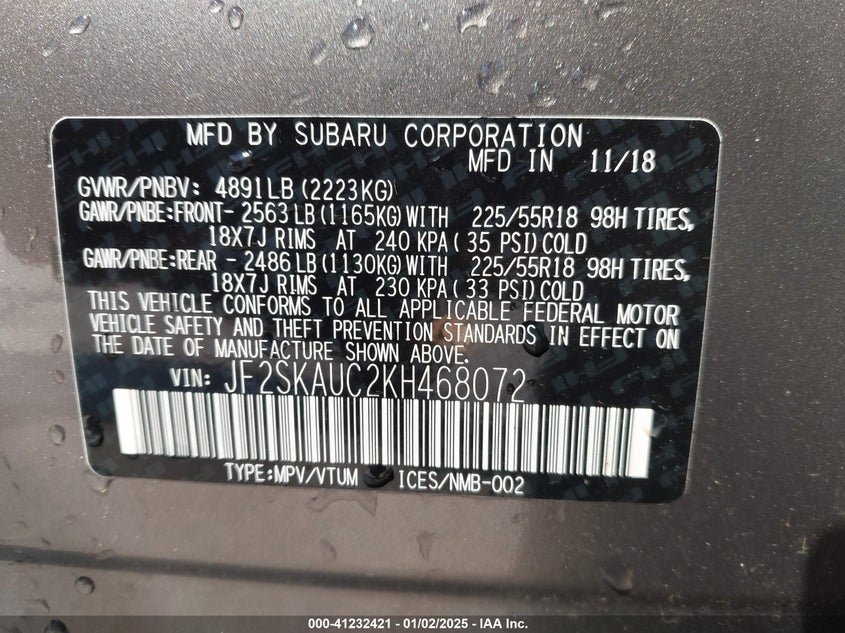 MFD BY SUBARU CORPORATION
MFD IN 11/18
GVWR/PNBV: 4891LB (2223KG)
GAWR/PNBE:FRONT- 2563LB (1165KG) WITH 225/55R18 98H TIRES,
18X7J RIMS AT 240 KPA ( 35 PSI) COLD
GAWR/PNBE:REAR - 2486LB (1130KG) WITH 225/55R18 98H TIRES,
18X7J RIMS AT 230 KPA ( 33 PSI) COLD
THIS VEHICLE CONFORMS TO ALL APPLICABLE FEDERAL MOTOR
VEHICLE SAFETY AND THEFT PREVENTION STANDARDS IN EFFECT ON
THE DATE OF MANUFACTURE SHOWN ABOVE.
VIN: JF2SKAUC2KH468072
TYPE:MPV/VTUM ICES/NMB-002
000-41232421 - 01/02/2025 - IAA Inc.